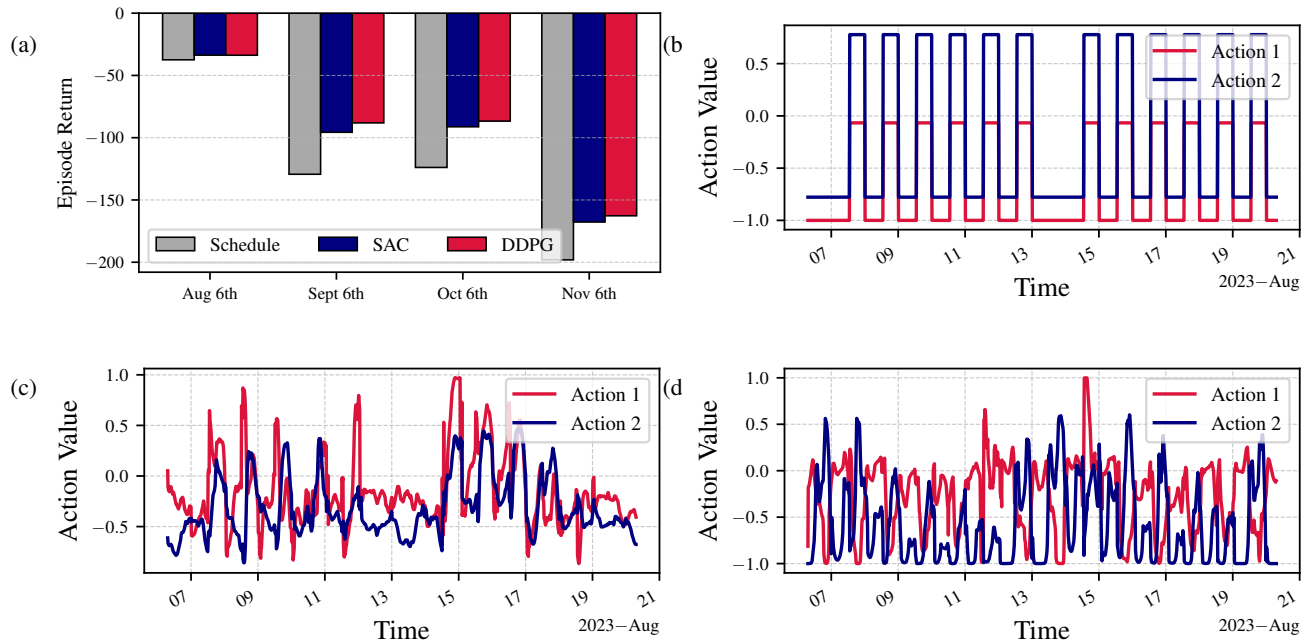 (a)
0
−50
−100
−150
−200
Episode Return
Schedule SAC DDPG
Aug 6th Sept 6th Oct 6th Nov 6th
(b
0.5
0.0
−0.5
−1.0
Action Value
Action 1
Action 2
07 09 11 13 15 17 19 21
Time
2023−Aug
(c)
1.0
0.5
0.0
−0.5
Action Value
Action 1
Action 2
07 09 11 13 15 17 19 21
Time
2023−Aug
(d
1.0
0.5
0.0
−0.5
−1.0
Action Value
Action 1
Action 2
07 09 11 13 15 17 19 21
Time
2023−Aug